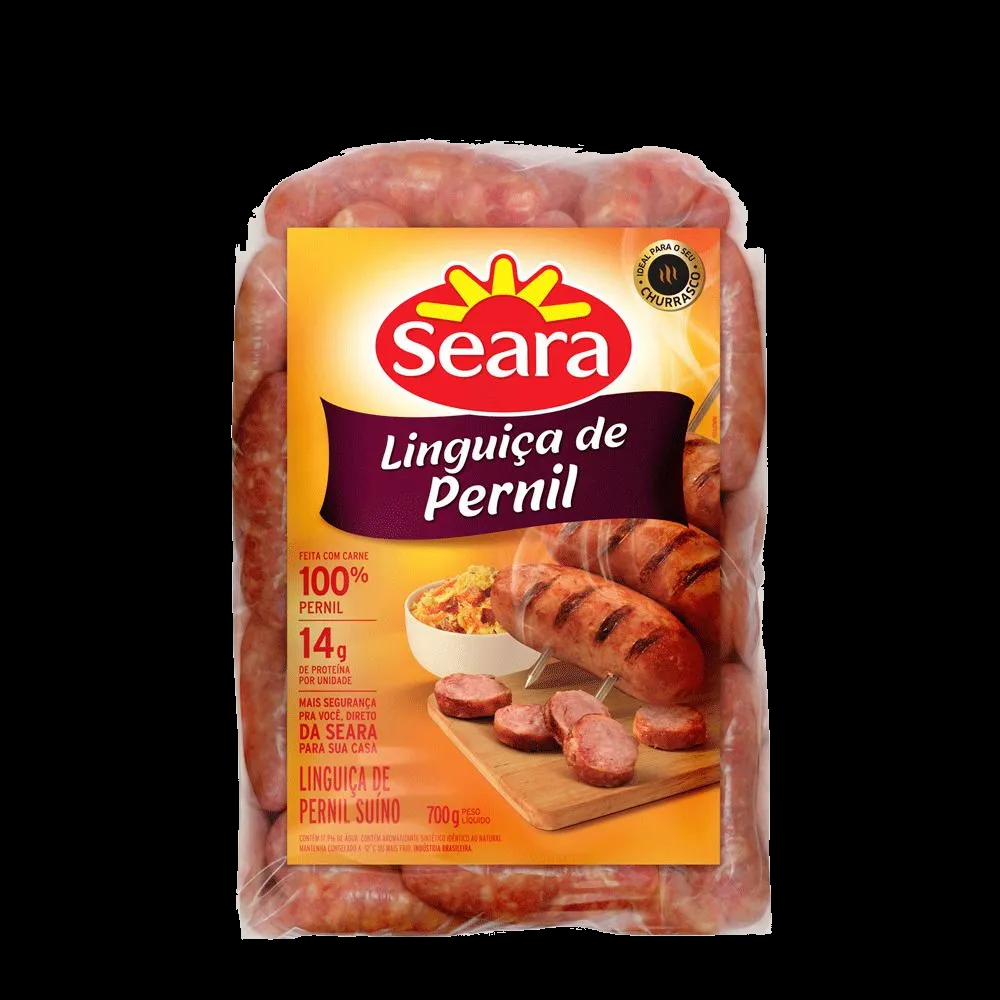 IDEAL PARA O SEU
CHURRASCO
Seara
Linguiça de
Pernil
FEITA COM CARNE
100%
PERNIL
14g
DE PROTEÍNA
POR UNIDADE
MAIS SEGURANÇA
PRA VOCÊ, DIRETO
DA SEARA
PARA SUA CASA
LINGUIÇA DE
PERNIL SUÍNO
700g PESO
LÍQUIDO
DE ÁGUA. CONTÉM AROMATIZANTE SINTÉTICO IDÊNTICO AO NATURAL.
MANTENHA CONGELADO A -12°C OU MAIS FRIO. INDÚSTRIA BRASILEIRA.